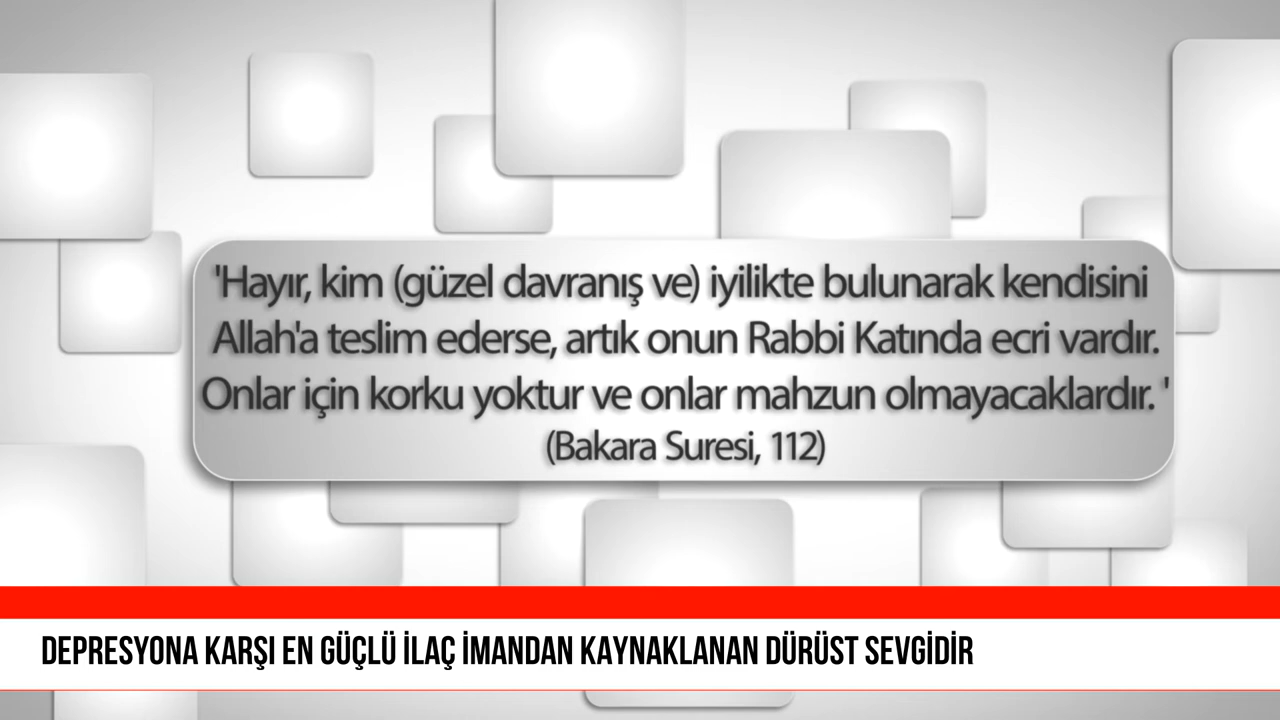 'Hayır, kim (güzel davranış ve) iyilikte bulunarak kendisini
Allah'a teslim ederse, artık onun Rabbi Katında ecri vardır.
Onlar için korku yoktur ve onlar mahzun olmayacaklardır. '
(Bakara Suresi, 112)
DEPRESYONA KARŞI EN GÜÇLÜ İLAÇ İMANDAN KAYNAKLANAN DÜRÜST SEVGİDİR